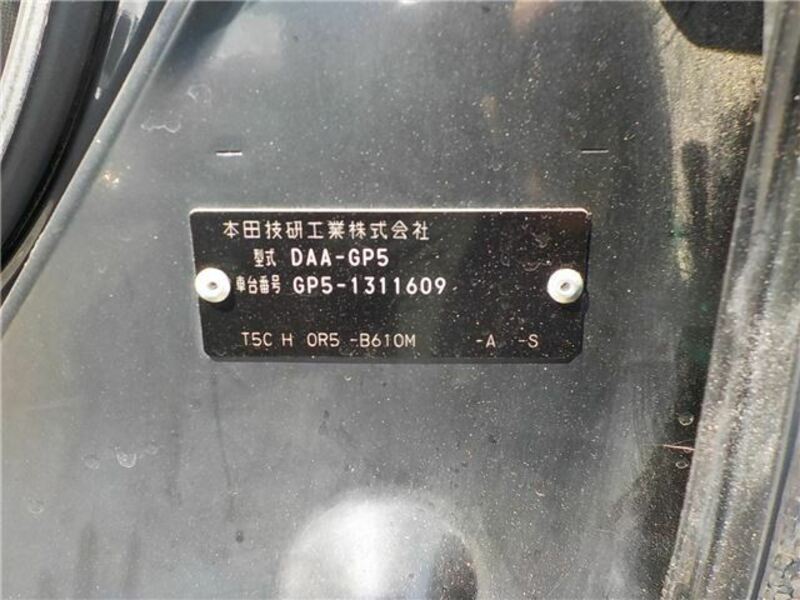 本田技研工業株式会社
型式 DAA-GP5
車台番号 GP5-1311609
T5C H 0R5 -B610M -A -S